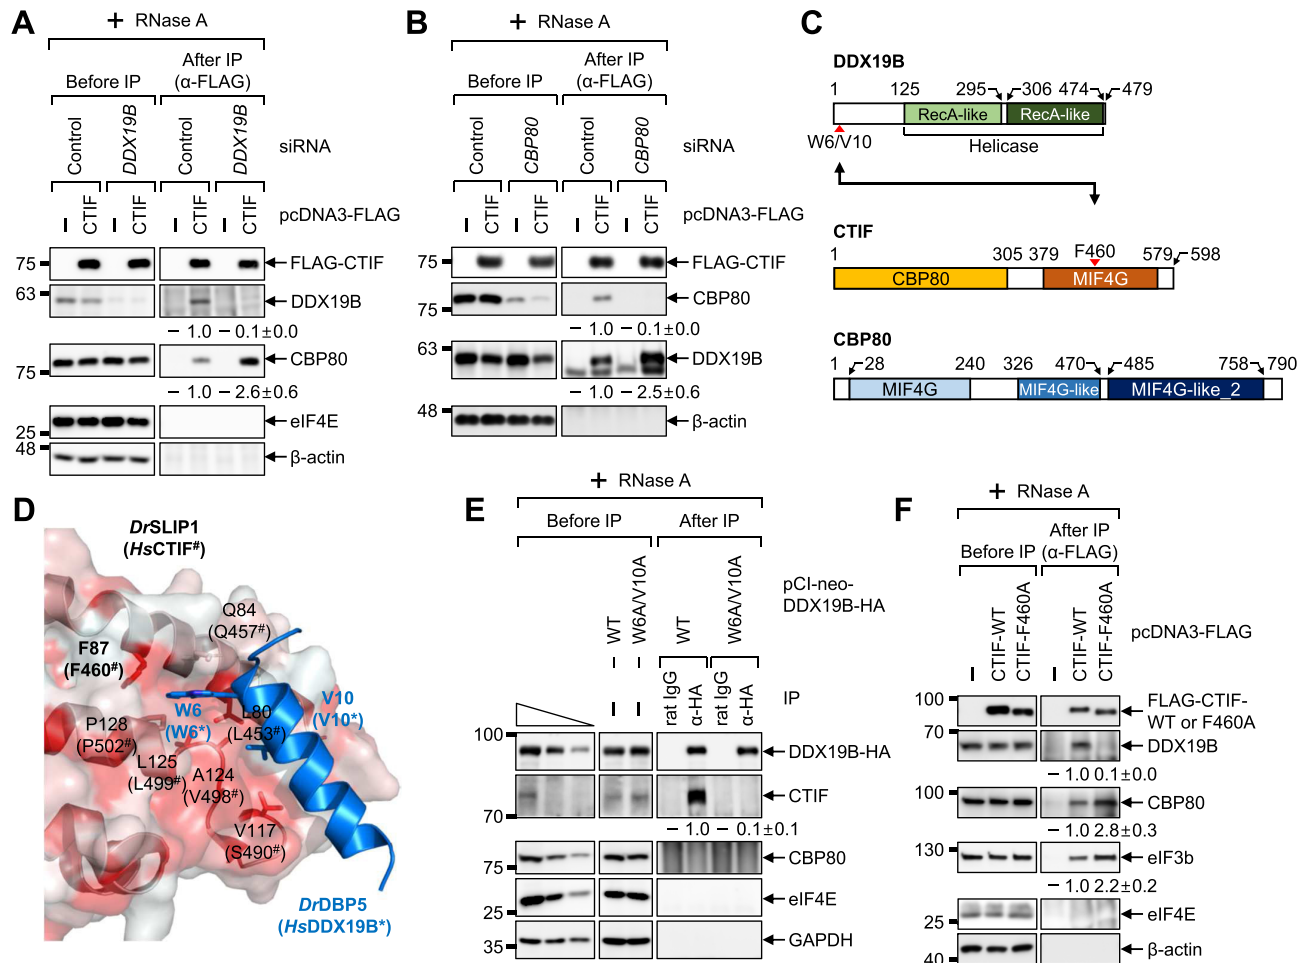 A
+ RNase A
Before IP
After IP
(α-FLAG)
Control
DDX19B
Control
DDX19B
siRNA
– CTIF – CTIF – CTIF – CTIF
pcDNA3-FLAG
75
FLAG-CTIF
63
DDX19B
– 1.0 – 0.1±0.0
CBP80
75
– 1.0 – 2.6±0.6
eIF4E
25
48
β-actin
B
+ RNase A
Before IP
After IP
(α-FLAG)
Control
CBP80
Control
CBP80
siRNA
– CTIF – CTIF – CTIF – CTIF
pcDNA3-FLAG
75
FLAG-CTIF
CBP80
75
– 1.0 – 0.1±0.0
63
DDX19B
– 1.0 – 2.5±0.6
48
β-actin
C
DDX19B
1 125 295 306 474 479
RecA-like RecA-like
W6/V10
Helicase
CTIF
1 305 379 F460 579 598
CBP80 MIF4G
CBP80
1 28 240 326 470 485 758 790
MIF4G MIF4G-like MIF4G-like_2
D
DrSLIP1
(HsCTIF#)
Q84
(Q457#)
F87
(F460#)
W6
(W6*)
L80
(L453#)
V10
(V10*)
P128
(P502#)
L125
(L499#)
A124
(V498#)
V117
(S490#)
DrDBP5
(HsDDX19B*)
E
+ RNase A
Before IP
After IP
WT
W6A/V10A
WT
W6A/V10A
pCI-neo-
DDX19B-HA
– – rat IgG α-HA rat IgG α-HA
IP
100
DDX19B-HA
CTIF
70
– 1.0 – 0.1±0.1
CBP80
75
eIF4E
25
GAPDH
35
F
+ RNase A
Before IP
After IP
(α-FLAG)
– CTIF-WT CTIF-F460A – CTIF-WT CTIF-F460A
pcDNA3-FLAG
100
FLAG-CTIF-
WT or F460A
70
DDX19B
– 1.0 0.1±0.0
100
CBP80
– 1.0 2.8±0.3
130
eIF3b
– 1.0 2.2±0.2
eIF4E
25
β-actin
40